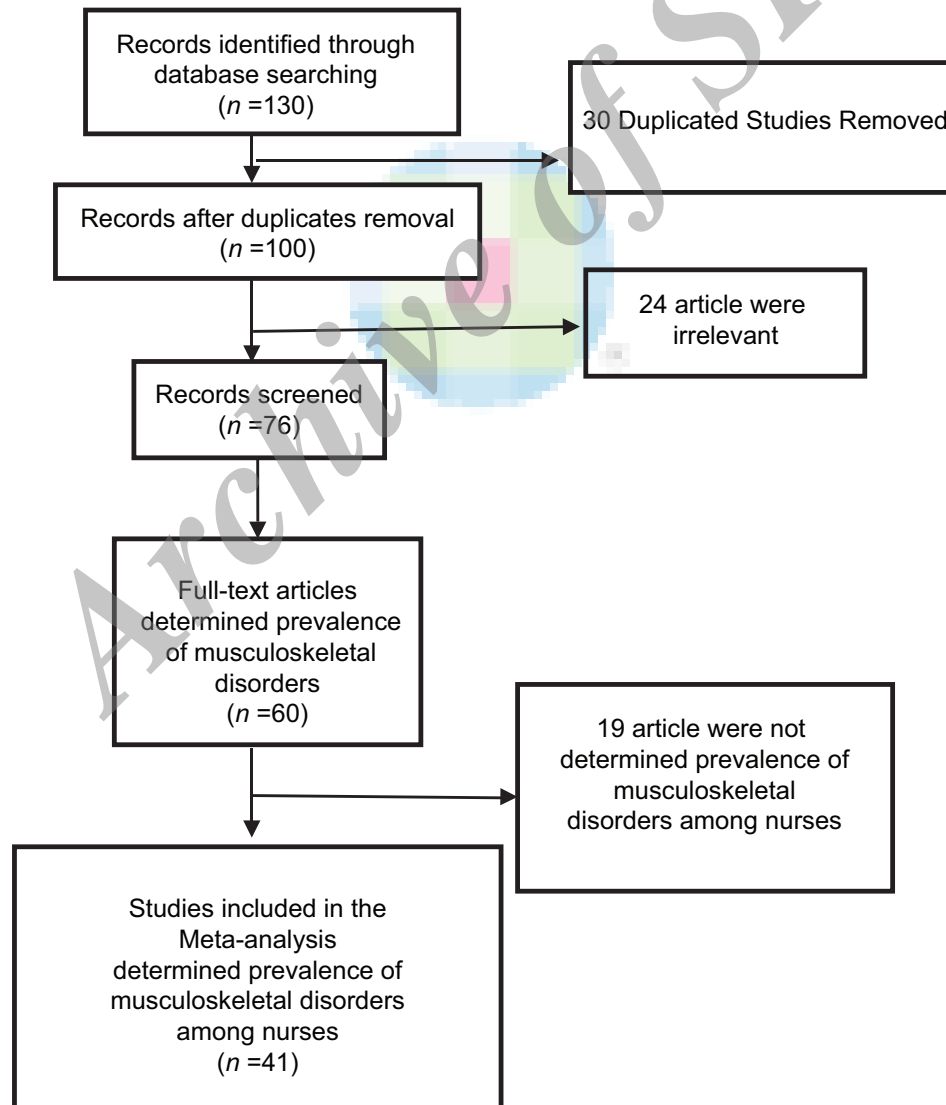 Records identified through
database searching
(n =130)
30 Duplicated Studies Removed
Records after duplicates removal
(n =100)
24 article were
irrelevant
Records screened
(n =76)
Full-text articles
determined prevalence
of musculoskeletal
disorders
(n =60)
19 article were not
determined prevalence of
musculoskeletal
disorders among nurses
Studies included in the
Meta-analysis
determined prevalence of
musculoskeletal disorders
among nurses
(n =41)
Archive of